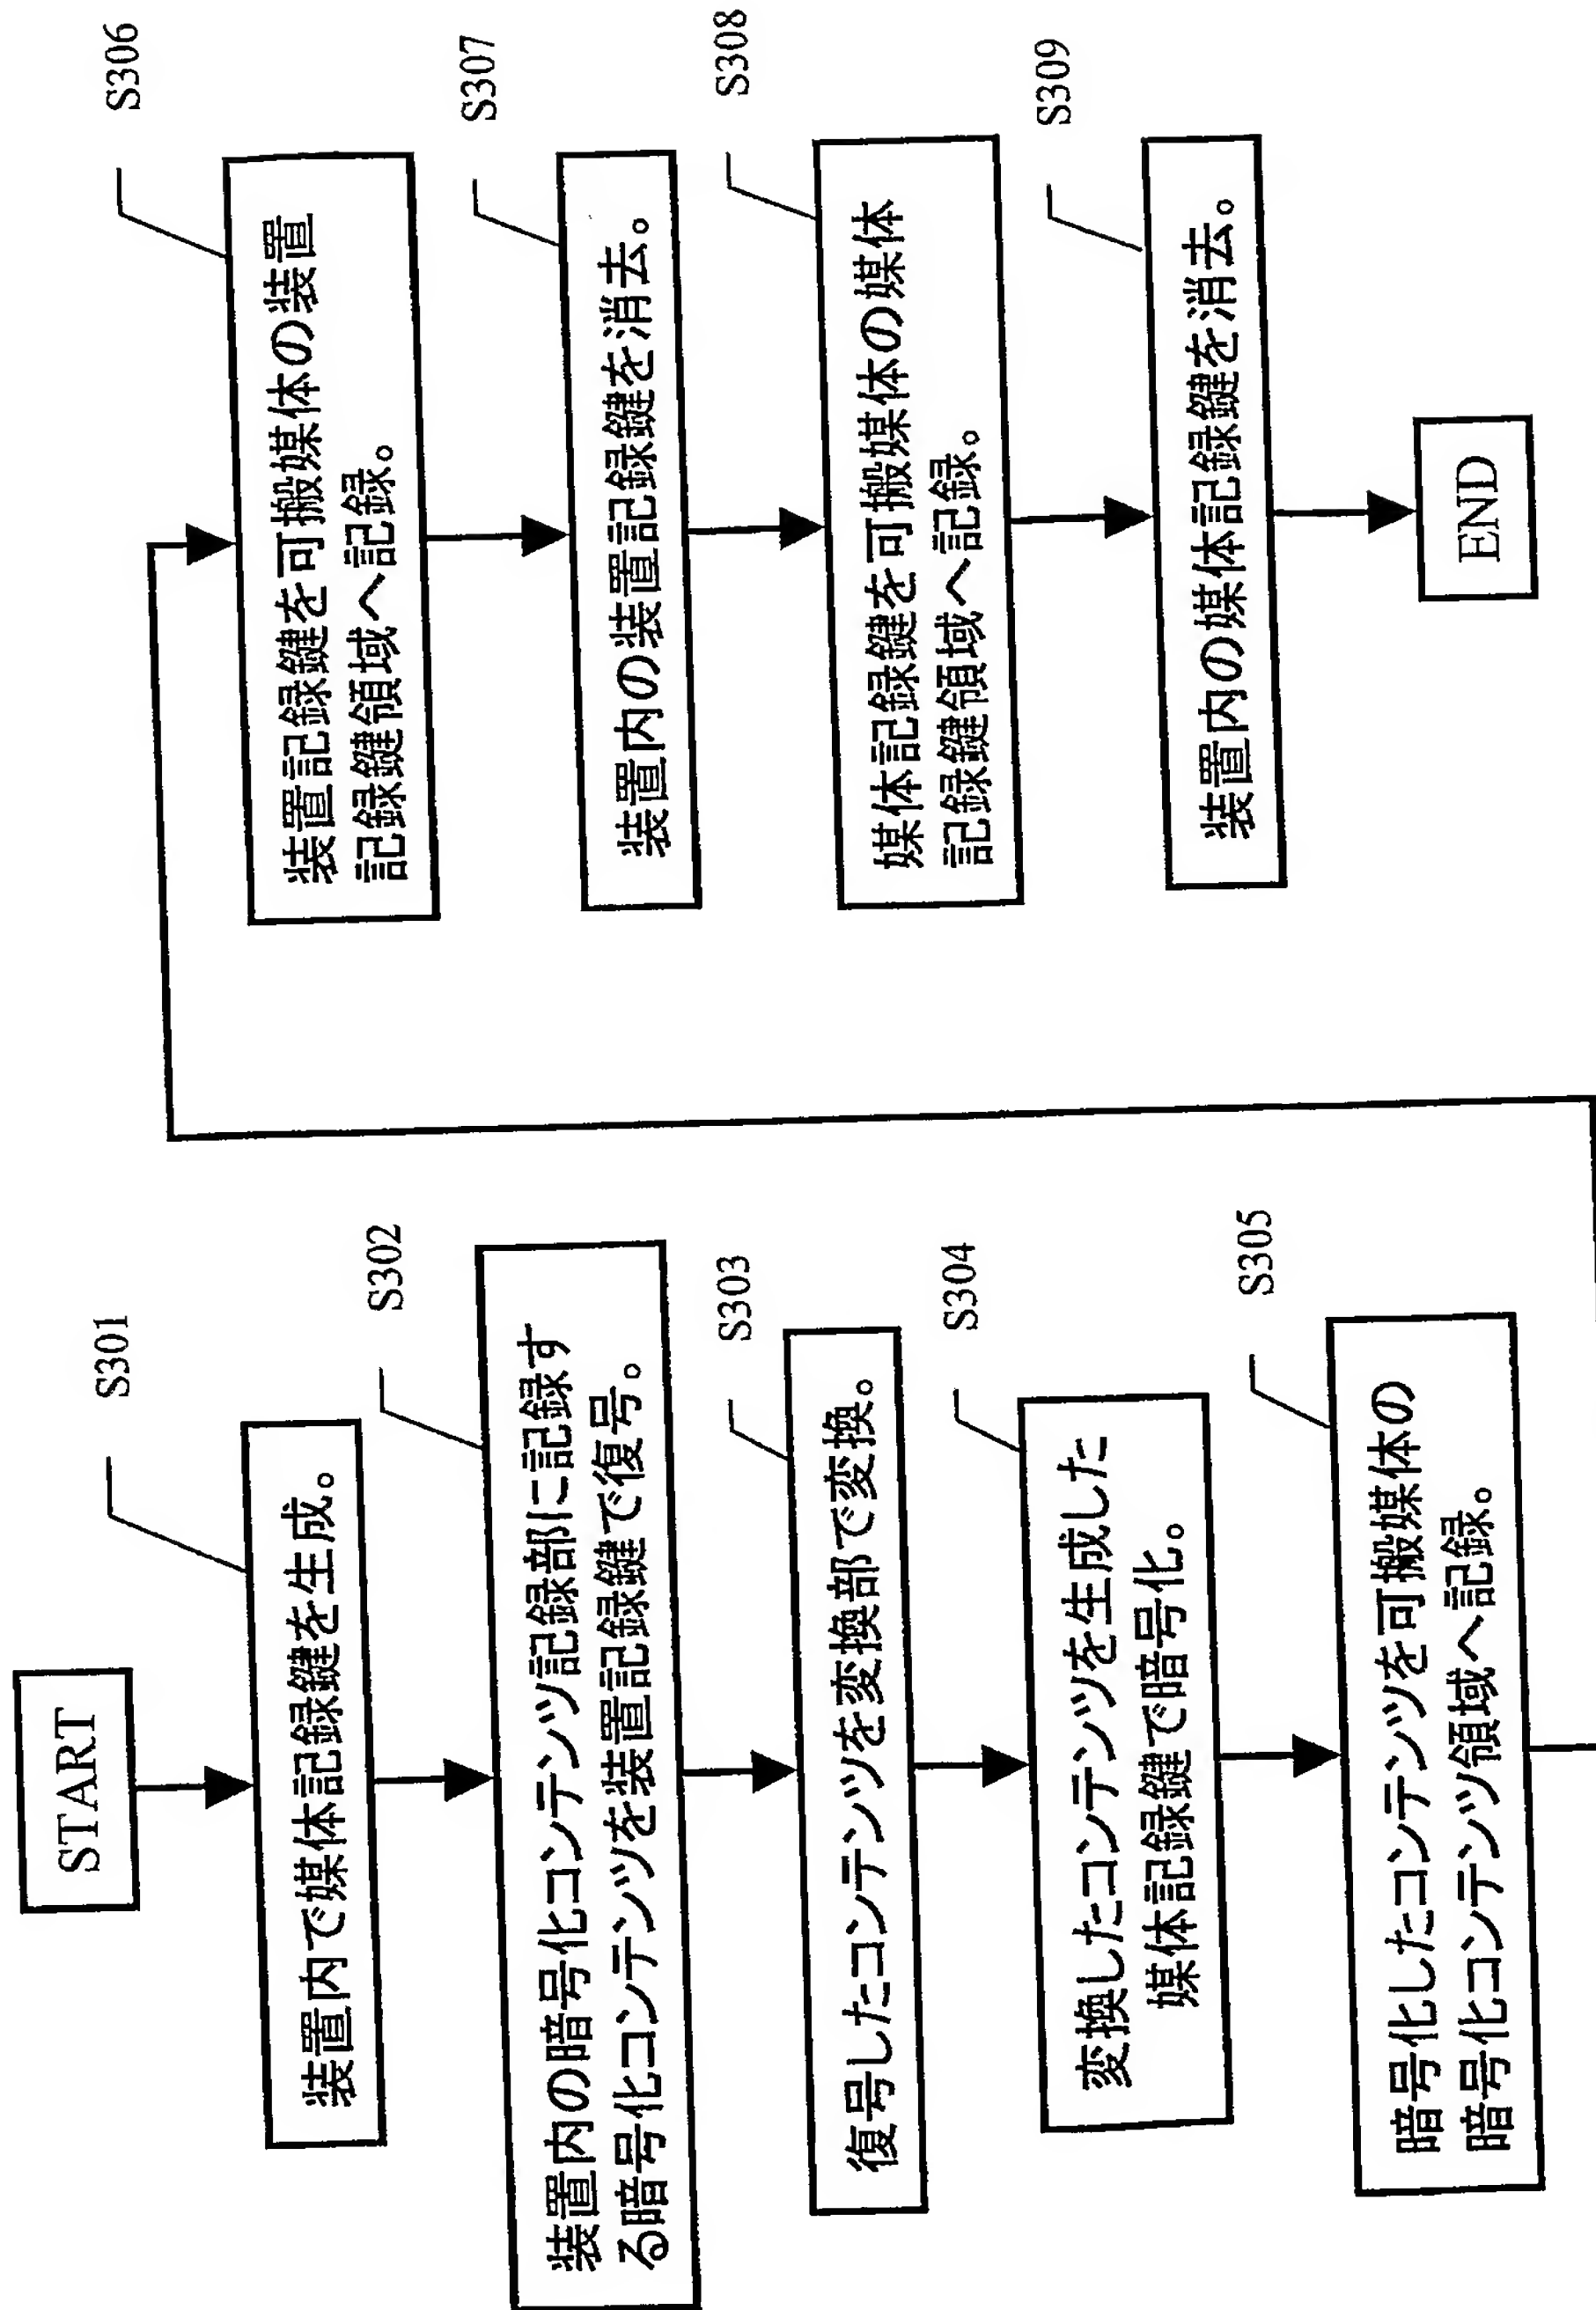 START
S301
装置内で媒体記録鍵を生成。
S302
装置内の暗号化コンテンツ記録部に記録す
る暗号化コンテンツを装置記録鍵で復号。
S303
復号したコンテンツを変換部で変換。
S304
変換したコンテンツを生成した
媒体記録鍵で暗号化。
S305
暗号化したコンテンツを可搬媒体の
暗号化コンテンツ領域へ記録。
S306
装置記録鍵を可搬媒体の装置
記録鍵領域へ記録。
S307
装置内の装置記録鍵を消去。
S308
媒体記録鍵を可搬媒体の媒体
記録鍵領域へ記録。
S309
装置内の媒体記録鍵を消去。
END